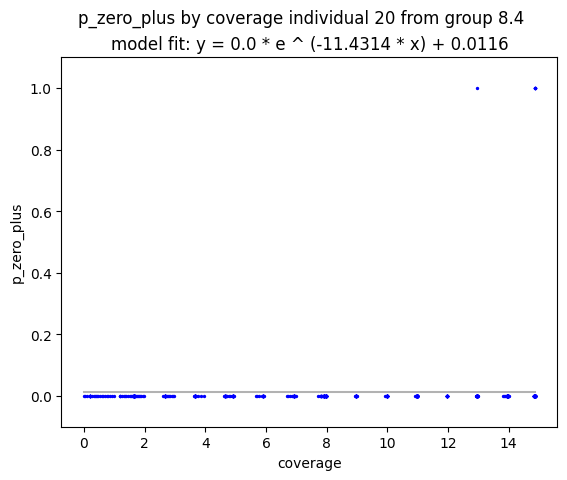 p_zero_plus by coverage individual 20 from group 8.4
model fit: y = 0.0 * e ^ (-11.4314 * x) + 0.0116
1.0
0.8
0.6
0.4
0.2
0.0
p_zero_plus
0 2 4 6 8 10 12 14
coverage